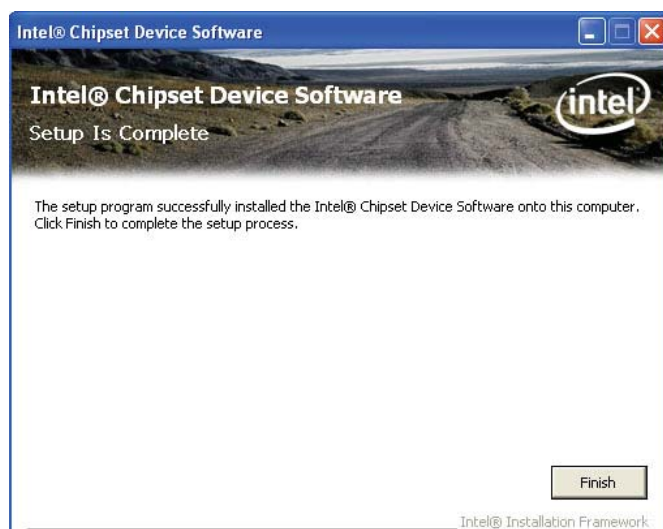 Intel® Chipset Device Software
Intel® Chipset Device Software
intel
Setup Is Complete
The setup program successfully installed the Intel® Chipset Device Software onto this computer.
Click Finish to complete the setup process.
Finish
Intel® Installation Framework